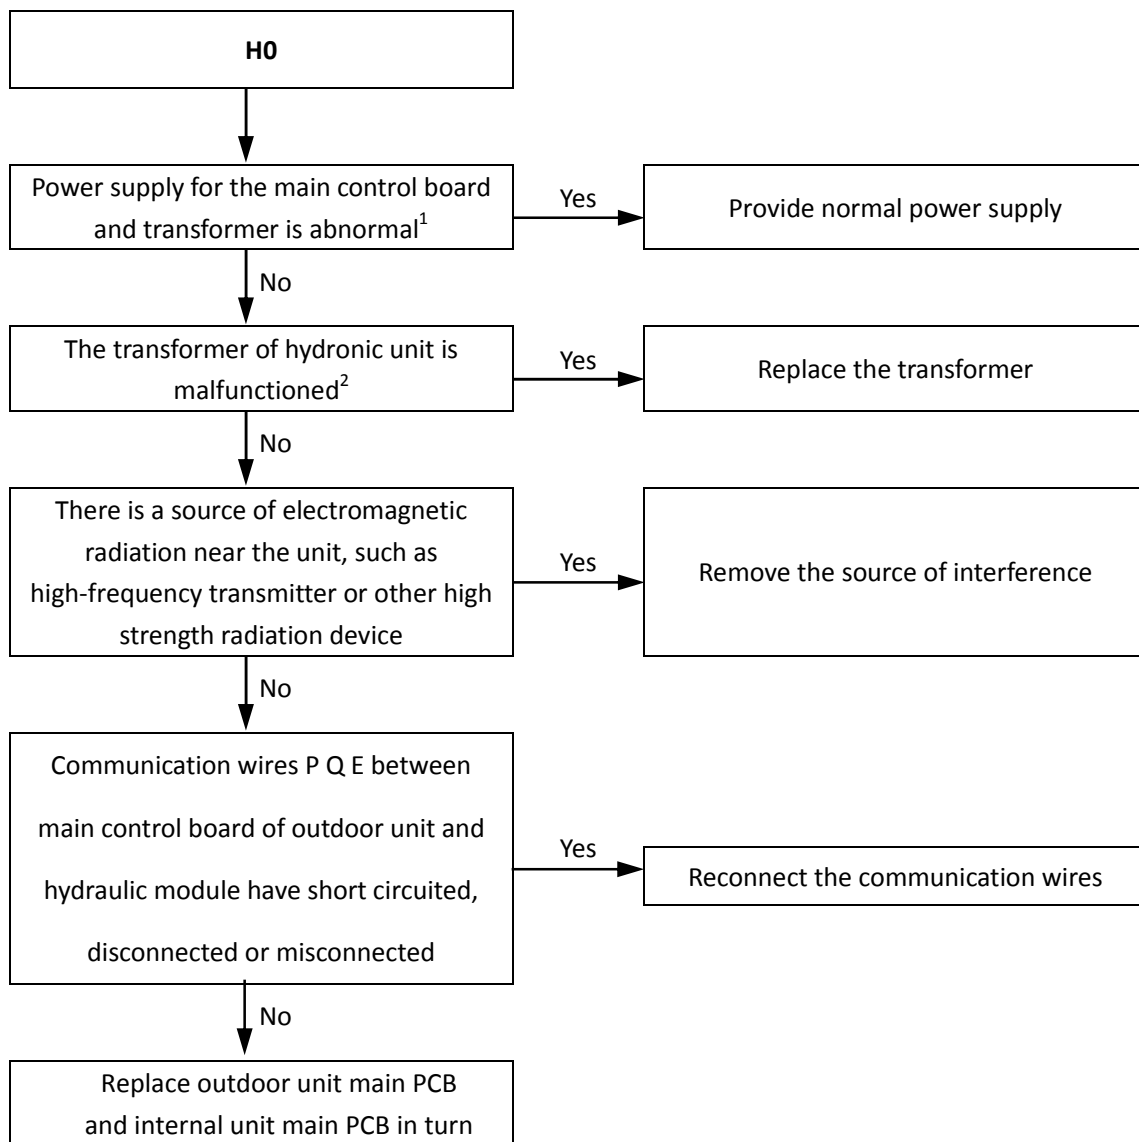 H0
Power supply for the main control board
and transformer is abnormal¹
Yes
Provide normal power supply
No
The transformer of hydronic unit is
malfunctioned²
Yes
Replace the transformer
No
There is a source of electromagnetic
radiation near the unit, such as
high-frequency transmitter or other high
strength radiation device
Yes
Remove the source of interference
No
Communication wires P Q E between
main control board of outdoor unit and
hydraulic module have short circuited,
disconnected or misconnected
Yes
Reconnect the communication wires
No
Replace outdoor unit main PCB
and internal unit main PCB in turn